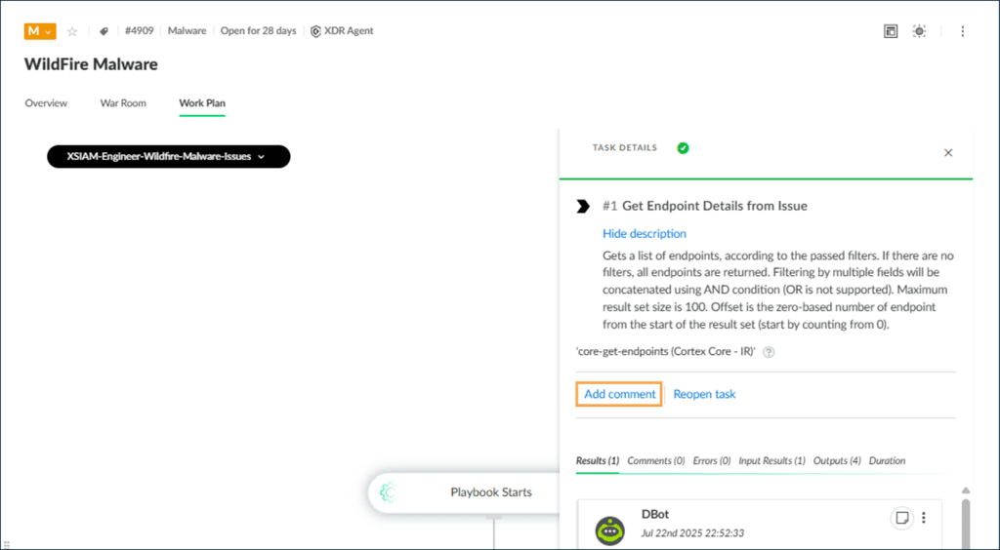 M
#4909
Malware
Open for 28 days
XDR Agent
WildFire Malware
Overview
War Room
Work Plan
XSIAM-Engineer-Wildfire-Malware-Issues
TASK DETAILS
#1 Get Endpoint Details from Issue
Hide description
Gets a list of endpoints, according to the passed filters. If there are no
filters, all endpoints are returned. Filtering by multiple fields will be
concatenated using AND condition (OR is not supported). Maximum
result set size is 100. Offset is the zero-based number of endpoint
from the start of the result set (start by counting from 0).
'core-get-endpoints (Cortex Core - IR)' ?
Add comment
Reopen task
Results (1)
Comments (0)
Errors (0)
Input Results (1)
Outputs (4)
Duration
Playbook Starts
DBot
Jul 22nd 2025 22:52:33